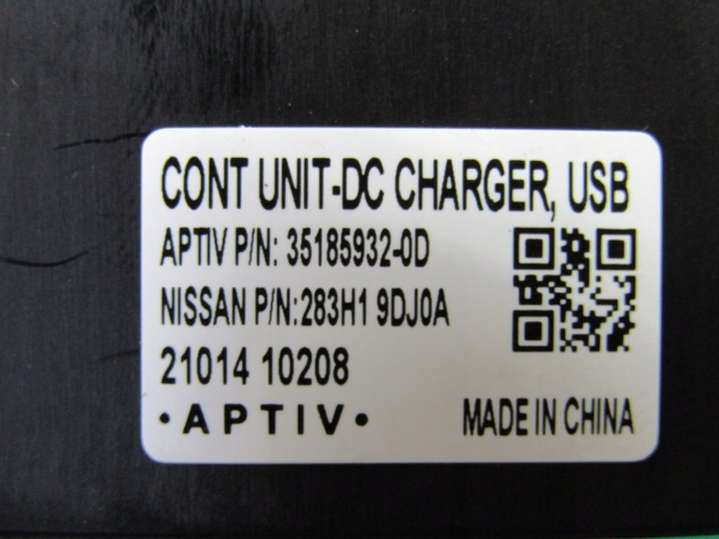 CONT UNIT-DC CHARGER, USB
APTIV P/N: 35185932-0D
NISSAN P/N:283H1 9DJ0A
21014 10208
• APTIV •
MADE IN CHINA